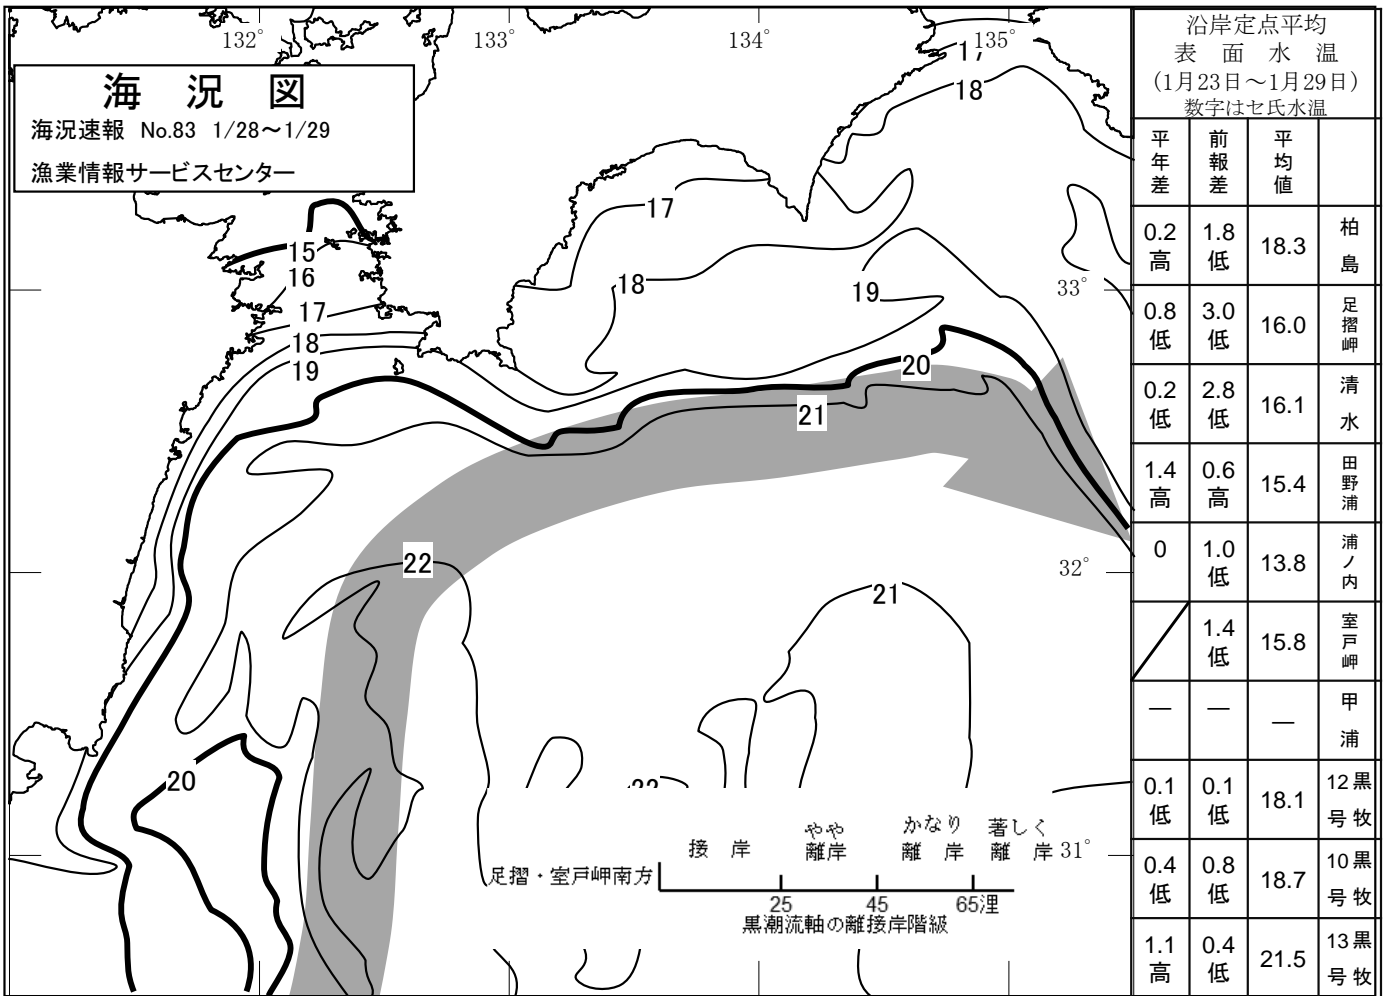 海 況 図
海況速報 No.83 1/28～1/29
漁業情報サービスセンター
132°
133°
134°
135°
17
18
17
18
19
15
16
17
18
19
20
21
33°
22
32°
21
20
接 岸
やや離岸
かなり離 岸
著しく離 岸
31°
足摺・室戸岬南方
25
45
65浬
黒潮流軸の離接岸階級
沿岸定点平均
表 面 水 温
(1月23日～1月29日)
数字はセ氏水温
平年差 前報差 平均値
0.2高 1.8低 18.3 柏島
0.8低 3.0低 16.0 足摺岬
0.2低 2.8低 16.1 清水
1.4高 0.6高 15.4 田野浦
0 1.0低 13.8 浦ノ内
1.4低 15.8 室戸岬
— — — 甲浦
0.1低 0.1低 18.1 黒牧12号
0.4低 0.8低 18.7 黒牧10号
1.1高 0.4低 21.5 黒牧13号